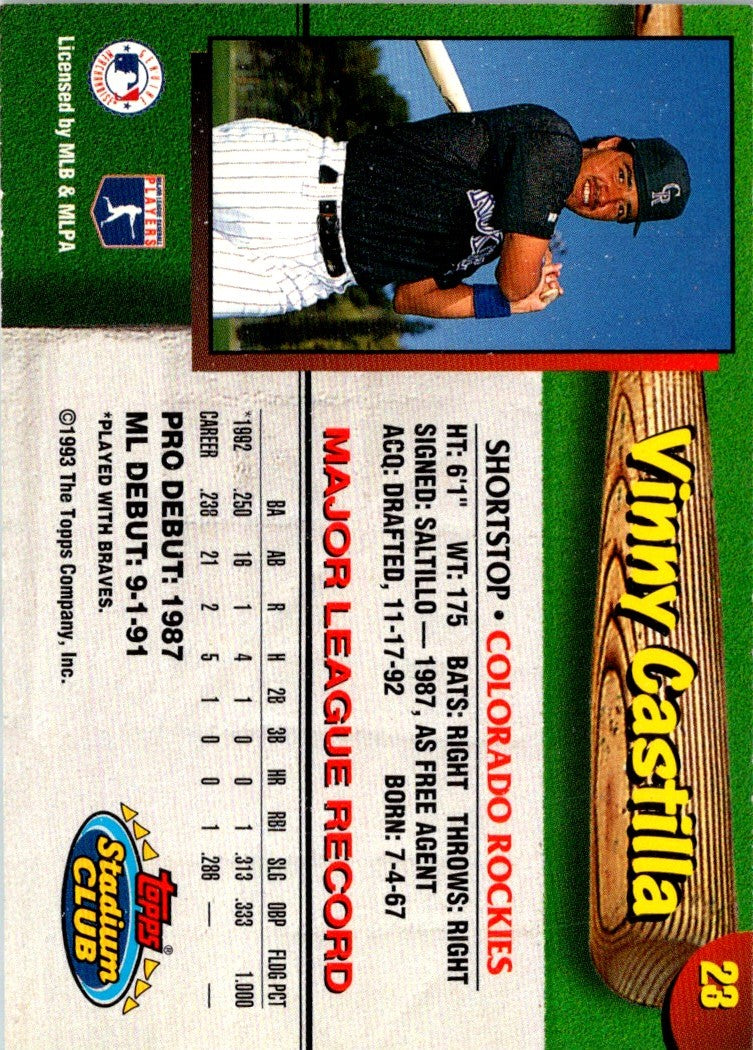 23
Vinny Castilla
SHORTSTOP • COLORADO ROCKIES
HT: 6'1" WT: 175 BATS: RIGHT THROWS: RIGHT
SIGNED: SALTILLO — 1987, AS FREE AGENT
ACQ: DRAFTED, 11-17-92 BORN: 7-4-67
MAJOR LEAGUE RECORD
BA AB R H 2B 3B HR RBI SLG OBP FLDG PCT
*1992 .250 16 1 4 1 0 0 1 .313 .333 1.000
CAREER .238 21 2 5 1 0 0 1 .286 — —
PRO DEBUT: 1987
ML DEBUT: 9-1-91
*PLAYED WITH BRAVES.
©1993 The Topps Company, Inc.
Topps®
Stadium
CLUB
CR
MAJOR LEAGUE BASEBALL
PLAYERS
Licensed by MLB & MLPA